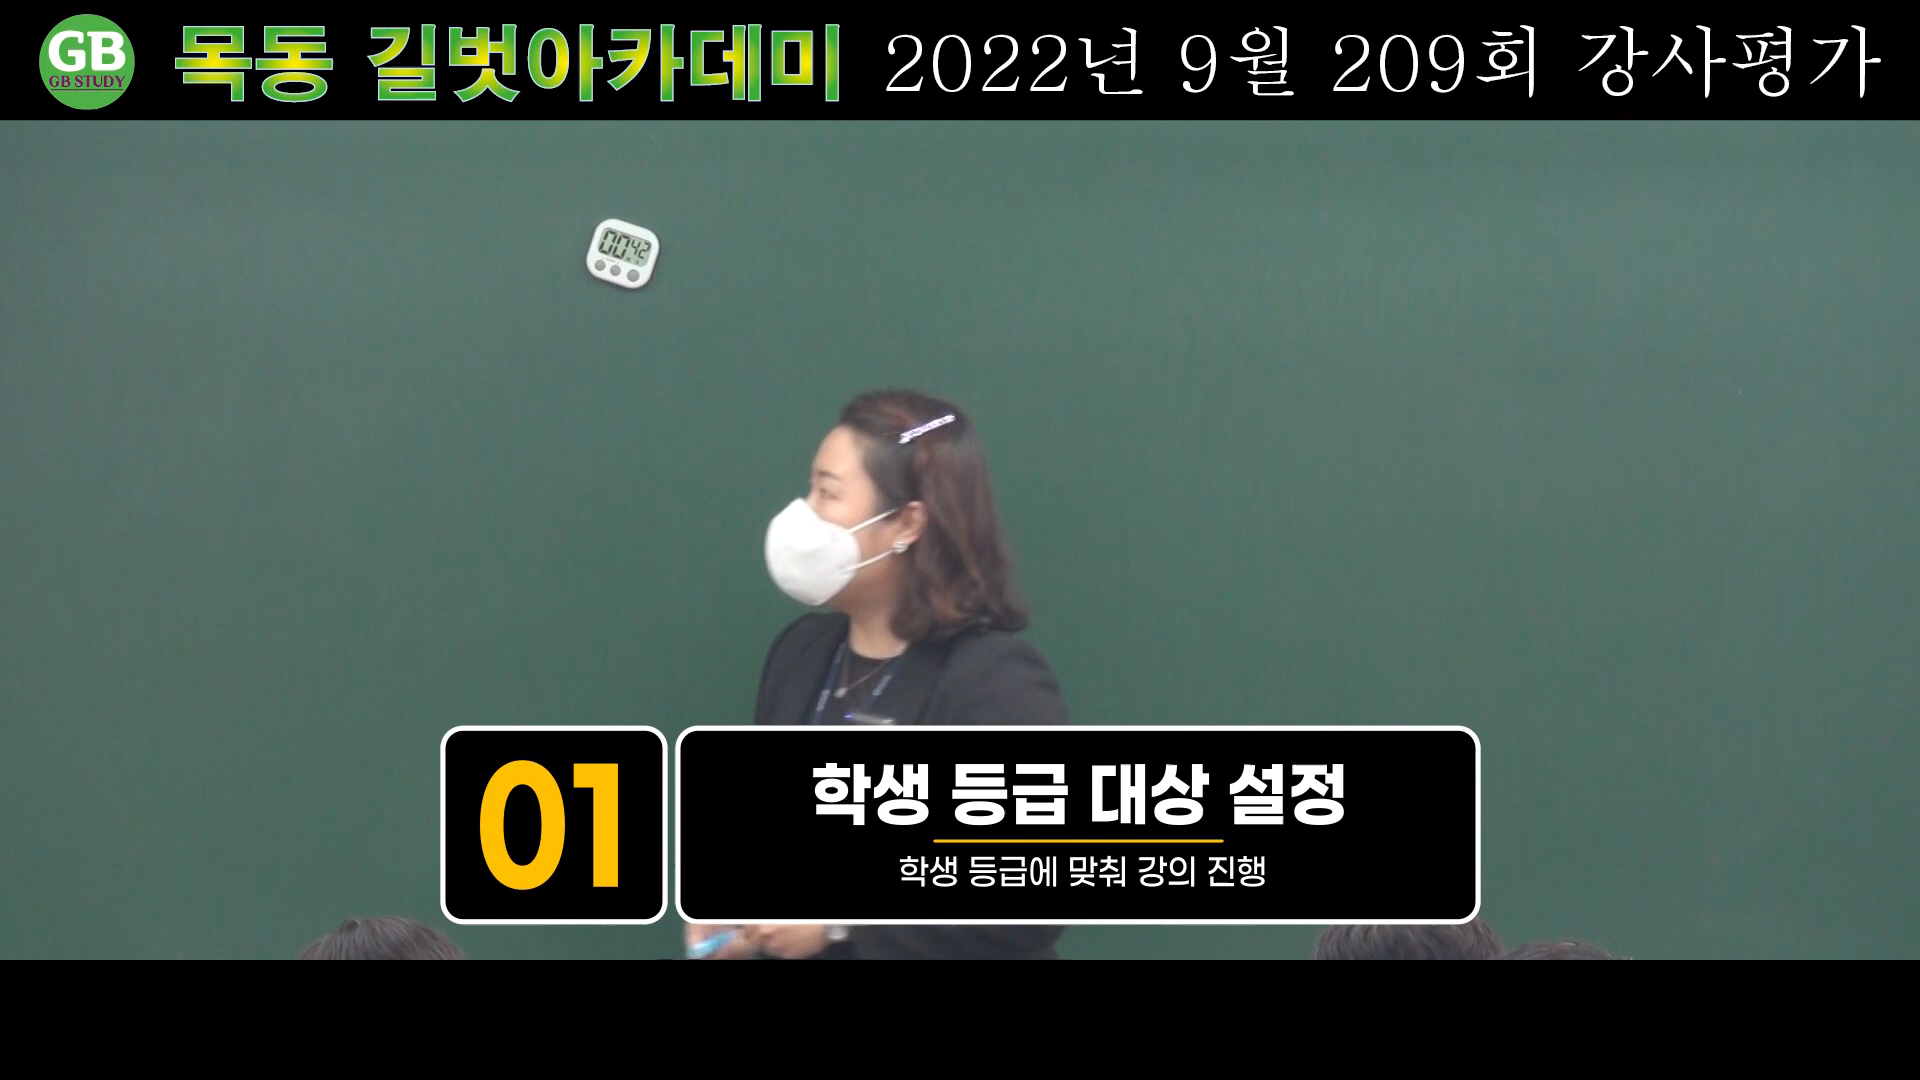 GB
GB STUDY
목동 길벗아카데미 2022년 9월 209회 강사평가
00 42
01
학생 등급 대상 설정
학생 등급에 맞춰 강의 진행